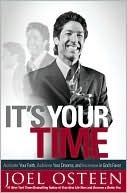 IT'S YOUR
TIME
Activate Your Faith, Achieve Your Dreams, and Increase in God's Favor
JOEL OSTEEN